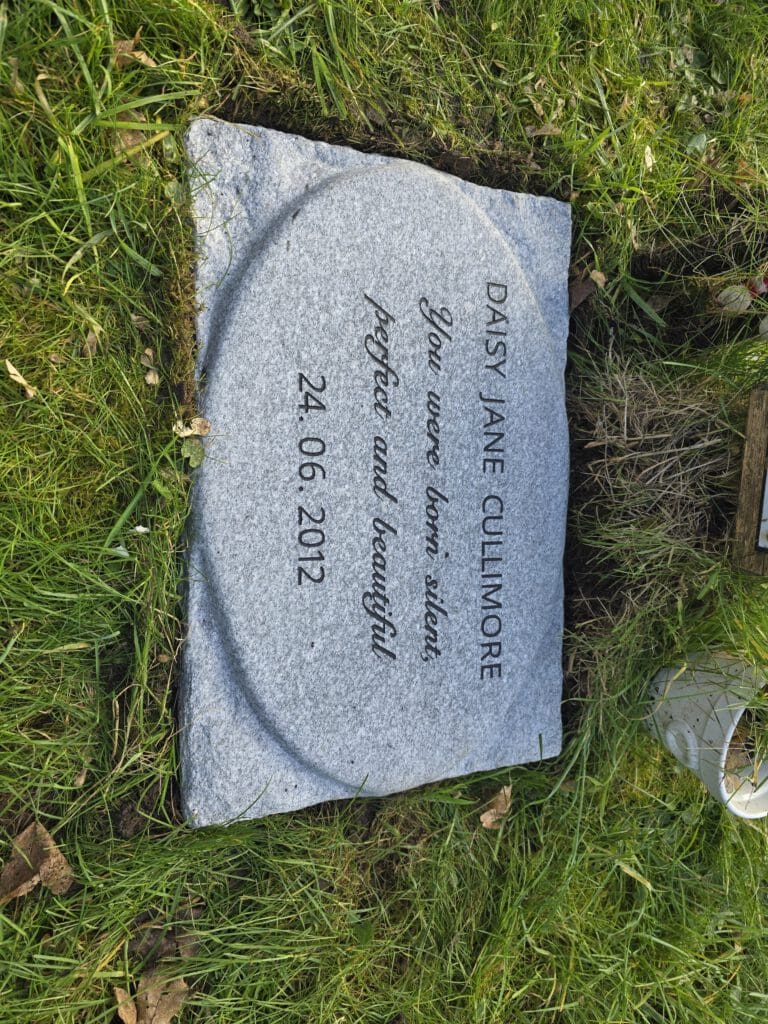 DAISY JANE CULLIMORE
You were born silent,
perfect and beautiful
24. 06. 2012